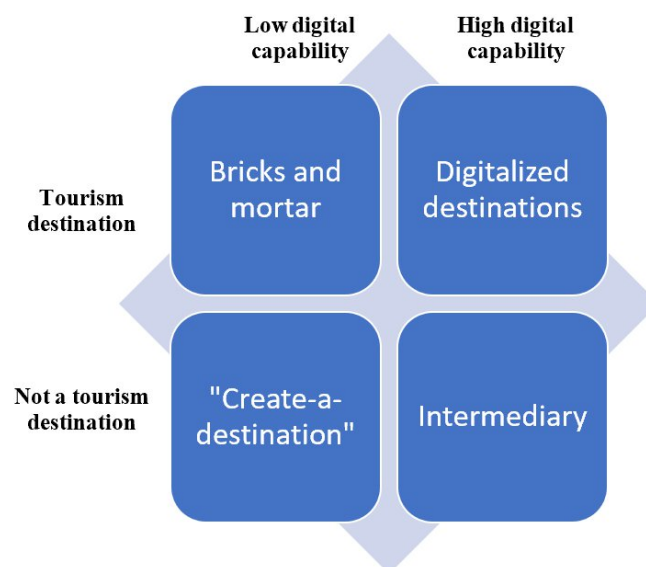 Low digital
capability
High digital
capability
Tourism
destination
Bricks and
mortar
Digitalized
destinations
Not a tourism
destination
"Create-a-
destination"
Intermediary